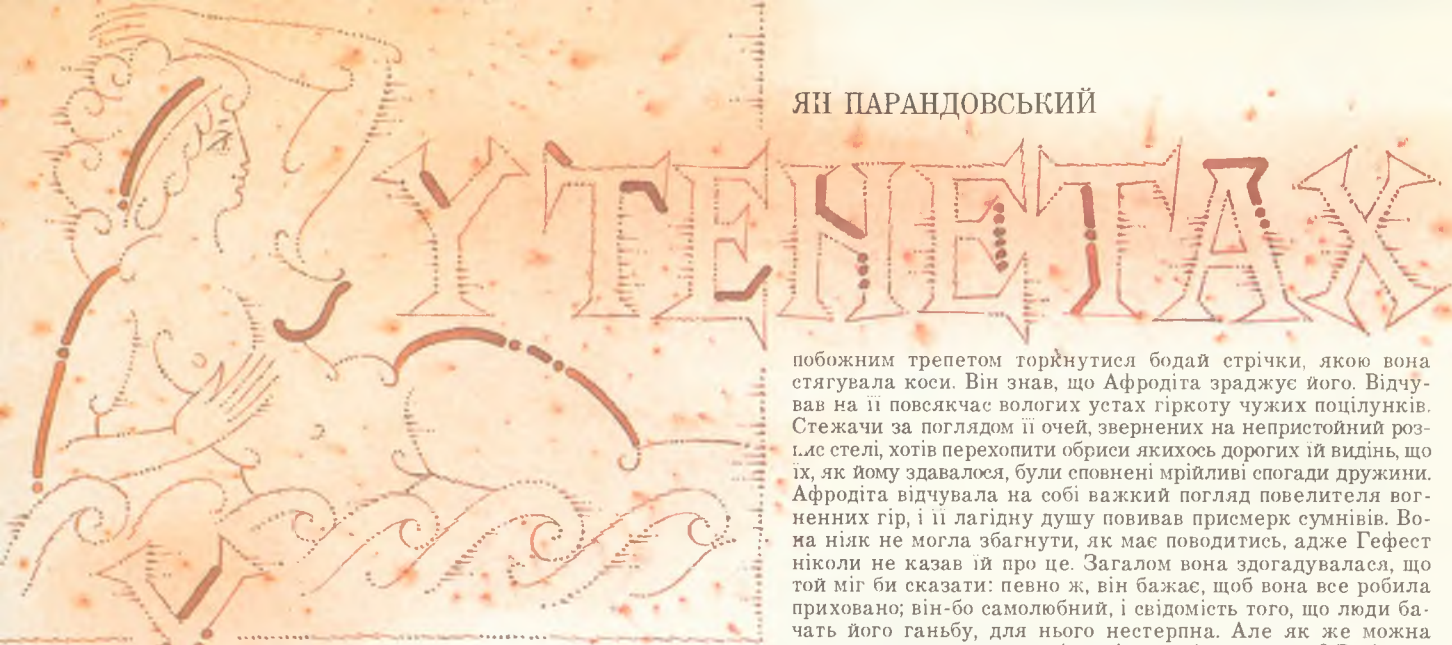 ЯН ПАРАНДОВСЬКИЙ
У ТЕНЕТАХ
побожним трепетом торкнутися бодай стрічки, якою вона
стягувала коси. Він знав, що Афродіта зраджує його. Відчу-
вав на її повсякчас вологих устах гіркоту чужих поцілунків.
Стежачи за поглядом її очей, звернених на непристойний роз-
пис стелі, хотів перехопити обриси якихось дорогих їй видінь, що
їх, як йому здавалося, були сповнені мрійливі спогади дружини.
Афродіта відчувала на собі важкий погляд повелителя вог-
ненних гір, і її лагідну душу повивав присмерк сумнівів. Во-
на ніяк не могла збагнути, як має поводитись, адже Гефест
ніколи не казав їй про це. Загалом вона здогадувалася, що
той міг би сказати: певно ж, він бажає, щоб вона все робила
приховано; він-бо самолюбний, і свідомість того, що люди ба-
чать його ганьбу, для нього нестерпна. Але як же можна